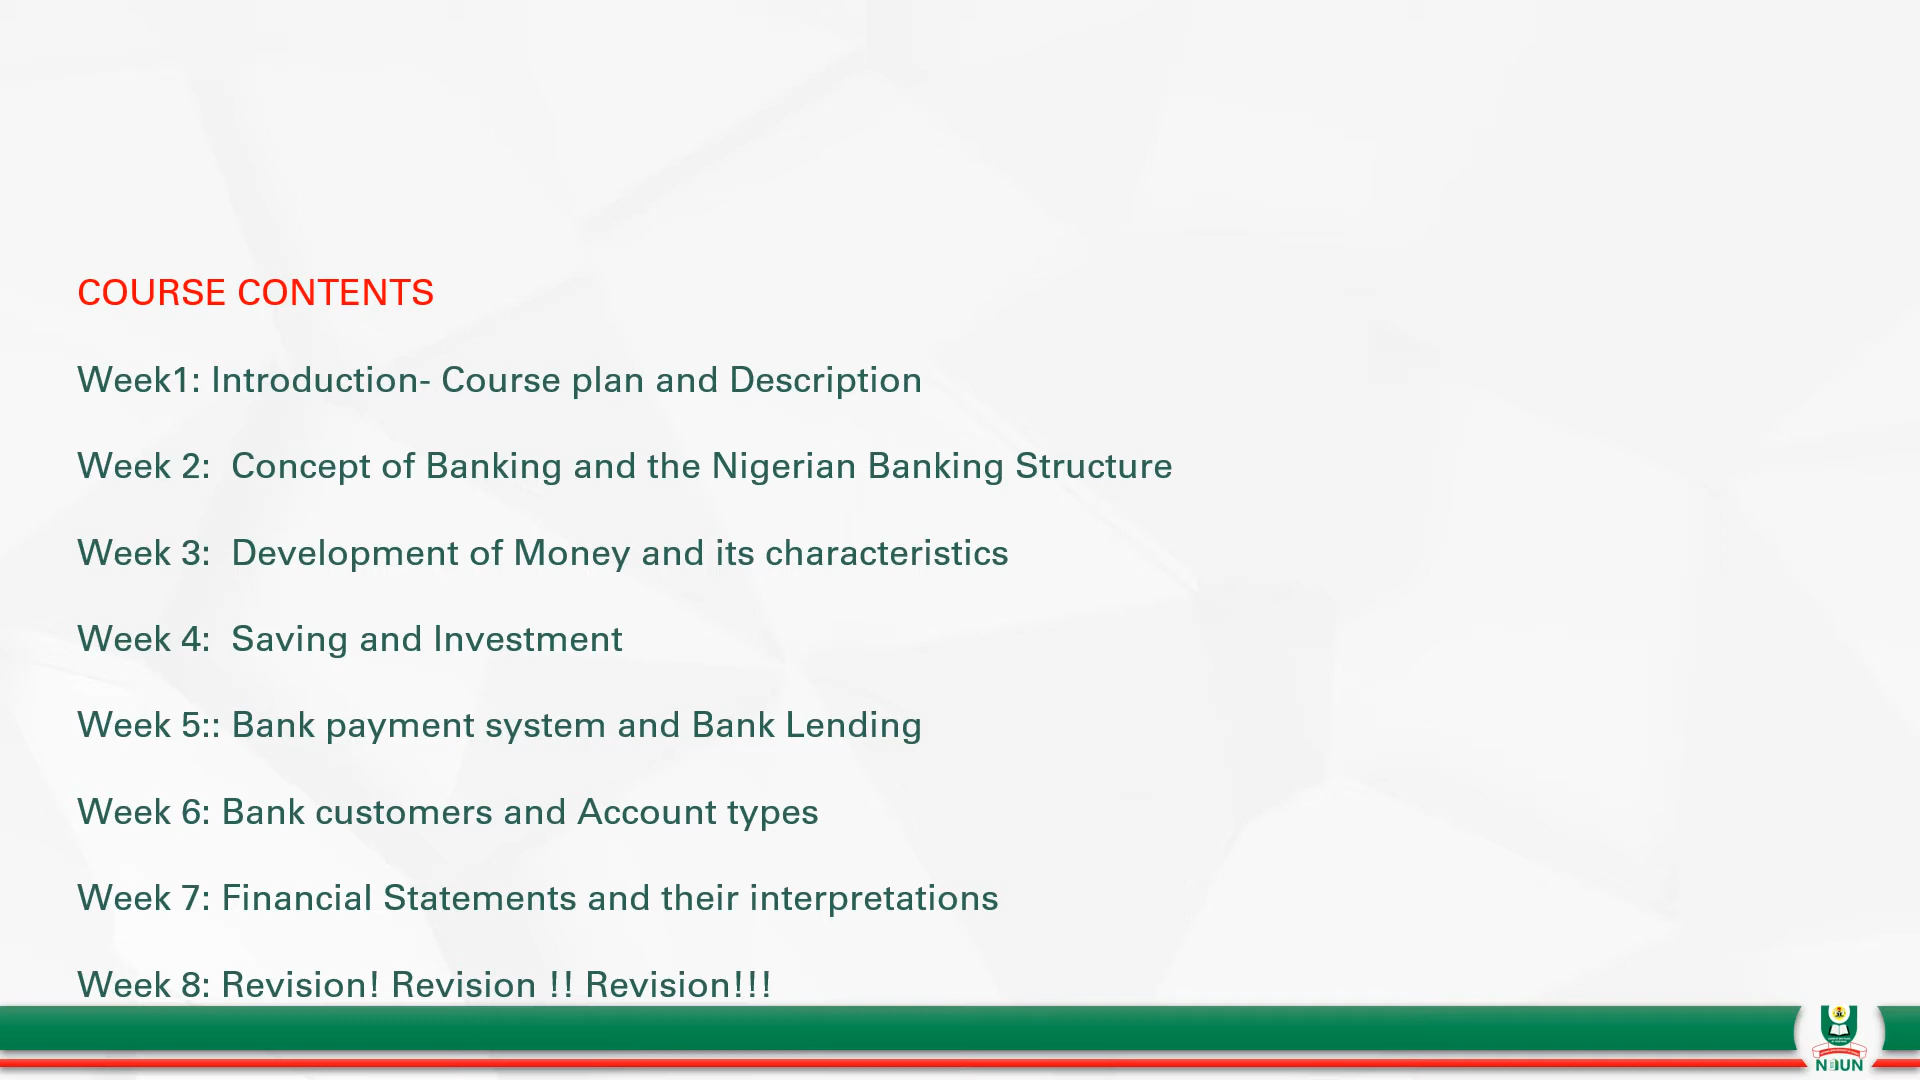 COURSE CONTENTS
Week1: Introduction- Course plan and Description
Week 2:  Concept of Banking and the Nigerian Banking Structure
Week 3:  Development of Money and its characteristics
Week 4:  Saving and Investment
Week 5:: Bank payment system and Bank Lending
Week 6: Bank customers and Account types
Week 7: Financial Statements and their interpretations
Week 8: Revision! Revision !! Revision!!!
NOUN